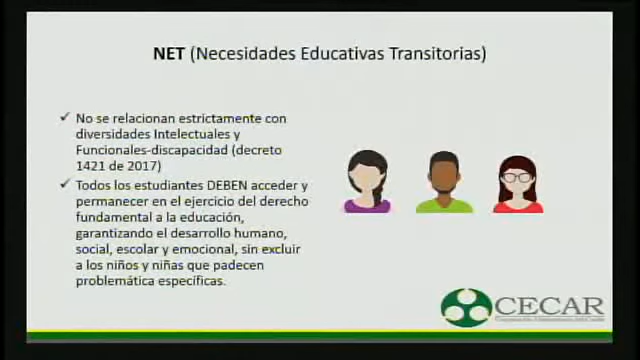 NET (Necesidades Educativas Transitorias)
✓ No se relacionan estrictamente con
diversidades Intelectuales y
Funcionales-discapacidad (decreto
1421 de 2017)
✓ Todos los estudiantes DEBEN acceder y
permanecer en el ejercicio del derecho
fundamental a la educación,
garantizando el desarrollo humano,
social, escolar y emocional, sin excluir
a los niños y niñas que padecen
problemática específicas.
CECAR